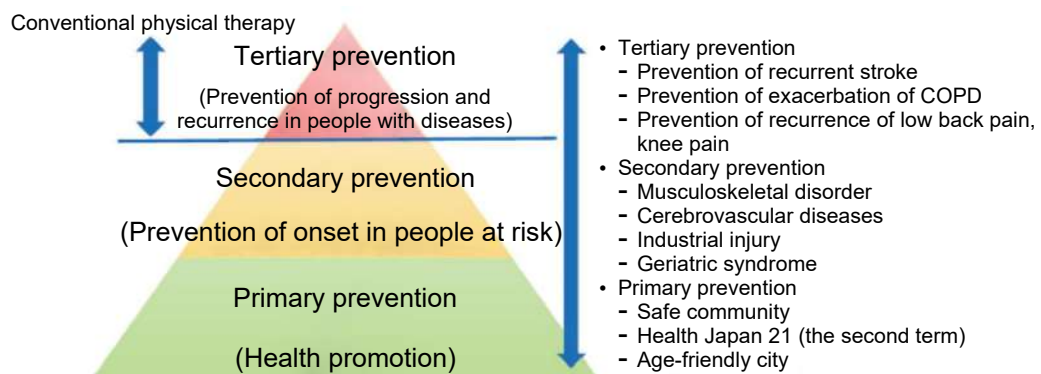 Conventional physical therapy
Tertiary prevention
(Prevention of progression and
recurrence in people with diseases)
Secondary prevention
(Prevention of onset in people at risk)
Primary prevention
(Health promotion)
• Tertiary prevention
- Prevention of recurrent stroke
- Prevention of exacerbation of COPD
- Prevention of recurrence of low back pain,
knee pain
• Secondary prevention
- Musculoskeletal disorder
- Cerebrovascular diseases
- Industrial injury
- Geriatric syndrome
• Primary prevention
- Safe community
- Health Japan 21 (the second term)
- Age-friendly city